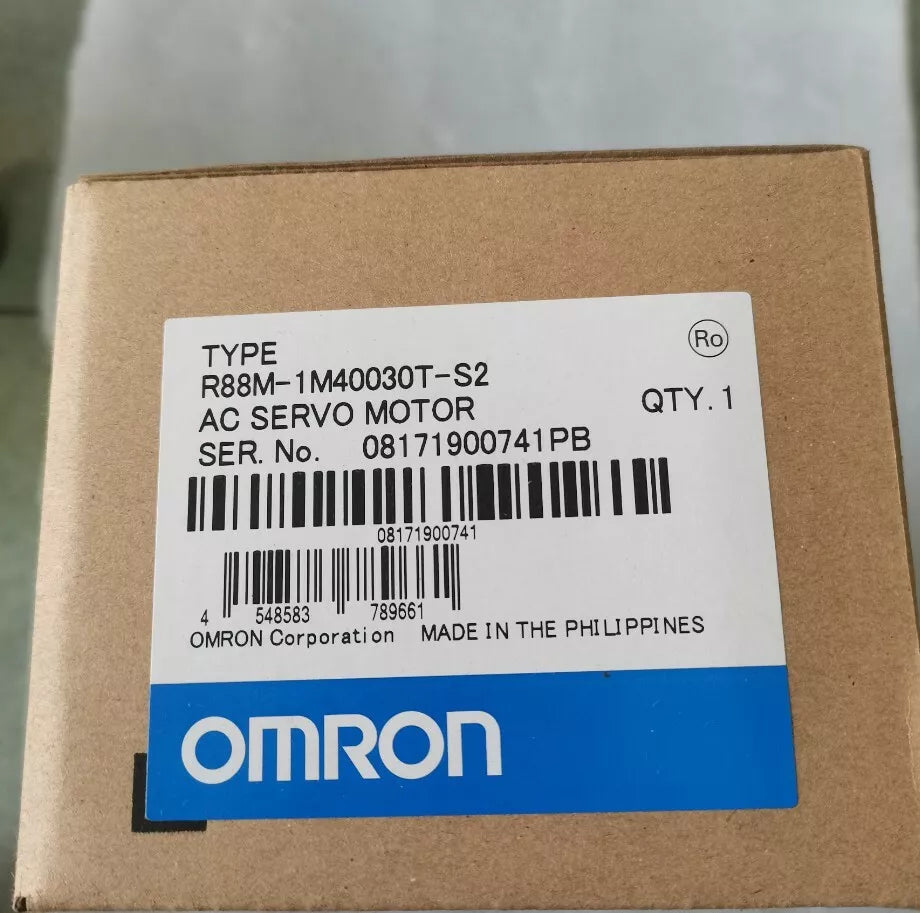 TYPE
Ro
R88M-1M40030T-S2
AC SERVO MOTOR
QTY.1
SER. No. 08171900741PB
08171900741
4 548583 789661
OMRON Corporation MADE IN THE PHILIPPINES
OMRON